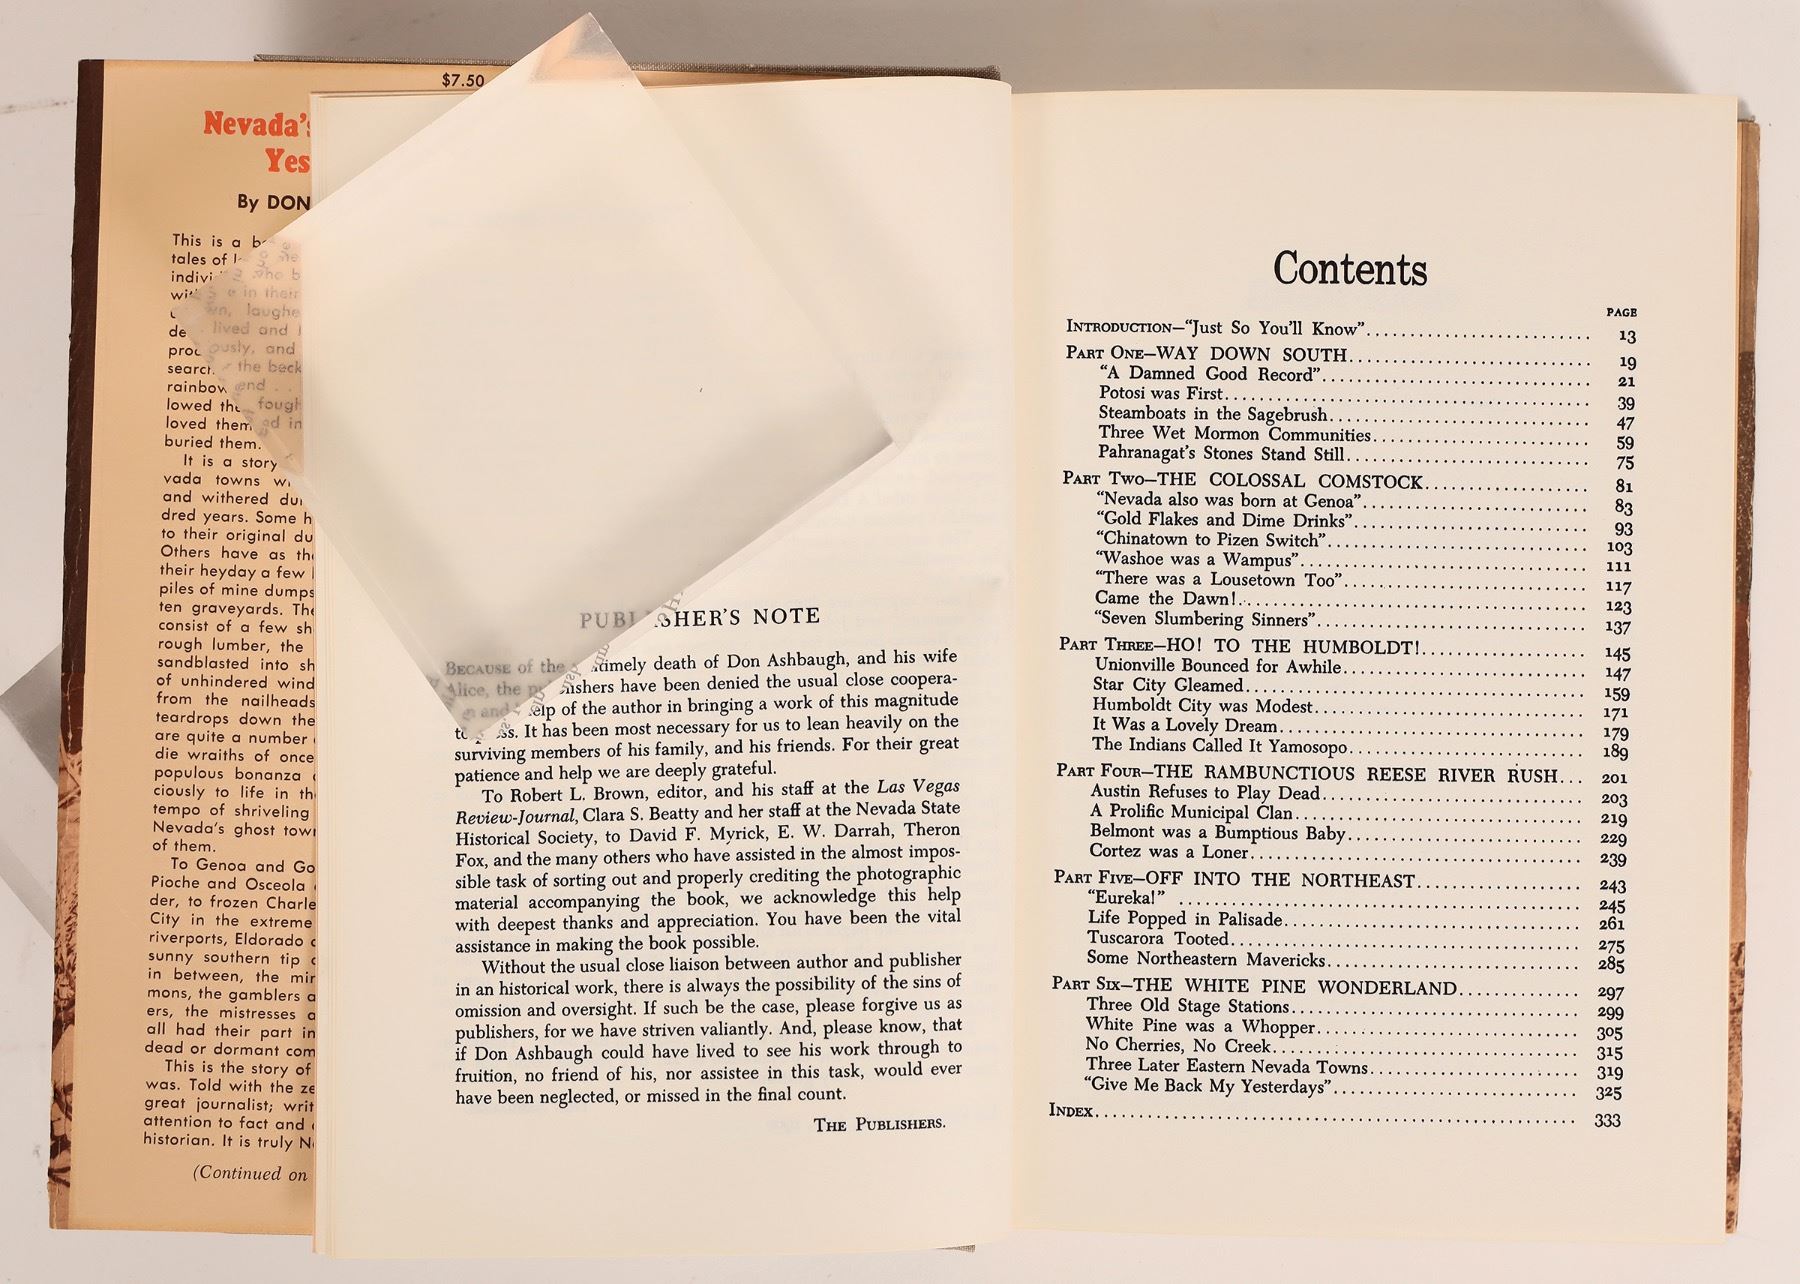 $7.50
Nevada's
Yes
By DON
This is a b
tales of
indivi who b
wi e in their
wn, laughe
de lived and
pro ously, and
search the beck
rainbow end . .
lowed the fough
loved them ed in
buried them.
It is a story
vada towns w
and withered du
dred years. Some h
to their original du
Others have as the
their heyday a few
piles of mine dumps
ten graveyards. The
consist of a few sh
rough lumber, the
sandblasted into sh
of unhindered wind
from the nailheads
teardrops down the
are quite a number
die wraiths of once
populous bonanza
ciously to life in th
tempo of shriveling
Nevada's ghost tow
of them.
To Genoa and Go
Pioche and Osceola
der, to frozen Charle
City in the extreme
riverports, Eldorado
sunny southern tip
in between, the mi
mons, the gamblers a
ers, the mistresses a
all had their part in
dead or dormant com
This is the story of
was. Told with the ze
great journalist; writ
attention to fact and
historian. It is truly N
(Continued on
PUBLISHER'S NOTE
BECAUSE of the untimely death of Don Ashbaugh, and his wife
Alice, the publishers have been denied the usual close coopera-
tion and help of the author in bringing a work of this magnitude
to press. It has been most necessary for us to lean heavily on the
surviving members of his family, and his friends. For their great
patience and help we are deeply grateful.
To Robert L. Brown, editor, and his staff at the Las Vegas
Review-Journal, Clara S. Beatty and her staff at the Nevada State
Historical Society, to David F. Myrick, E. W. Darrah, Theron
Fox, and the many others who have assisted in the almost impos-
sible task of sorting out and properly crediting the photographic
material accompanying the book, we acknowledge this help
with deepest thanks and appreciation. You have been the vital
assistance in making the book possible.
Without the usual close liaison between author and publisher
in an historical work, there is always the possibility of the sins of
omission and oversight. If such be the case, please forgive us as
publishers, for we have striven valiantly. And, please know, that
if Don Ashbaugh could have lived to see his work through to
fruition, no friend of his, nor assistee in this task, would ever
have been neglected, or missed in the final count.
THE PUBLISHERS.
Contents
PAGE
INTRODUCTION—"Just So You'll Know" 13
PART ONE—WAY DOWN SOUTH 19
"A Damned Good Record" 21
Potosi was First 39
Steamboats in the Sagebrush 47
Three Wet Mormon Communities 59
Pahranagat's Stones Stand Still 75
PART TWO—THE COLOSSAL COMSTOCK 81
"Nevada also was born at Genoa" 83
"Gold Flakes and Dime Drinks" 93
"Chinatown to Pizen Switch" 103
"Washoe was a Wampus" 111
"There was a Lousetown Too" 117
Came the Dawn! 123
"Seven Slumbering Sinners" 137
PART THREE—HO! TO THE HUMBOLDT! 145
Unionville Bounced for Awhile 147
Star City Gleamed 159
Humboldt City was Modest 171
It Was a Lovely Dream 179
The Indians Called It Yamosopo 189
PART FOUR—THE RAMBUNCTIOUS REESE RIVER RUSH 201
Austin Refuses to Play Dead 203
A Prolific Municipal Clan 219
Belmont was a Bumptious Baby 229
Cortez was a Loner 239
PART FIVE—OFF INTO THE NORTHEAST 243
"Eureka!" 245
Life Popped in Palisade 261
Tuscarora Tooted 275
Some Northeastern Mavericks 285
PART SIX—THE WHITE PINE WONDERLAND 297
Three Old Stage Stations 299
White Pine was a Whopper 305
No Cherries, No Creek 315
Three Later Eastern Nevada Towns 319
"Give Me Back My Yesterdays" 325
INDEX 333